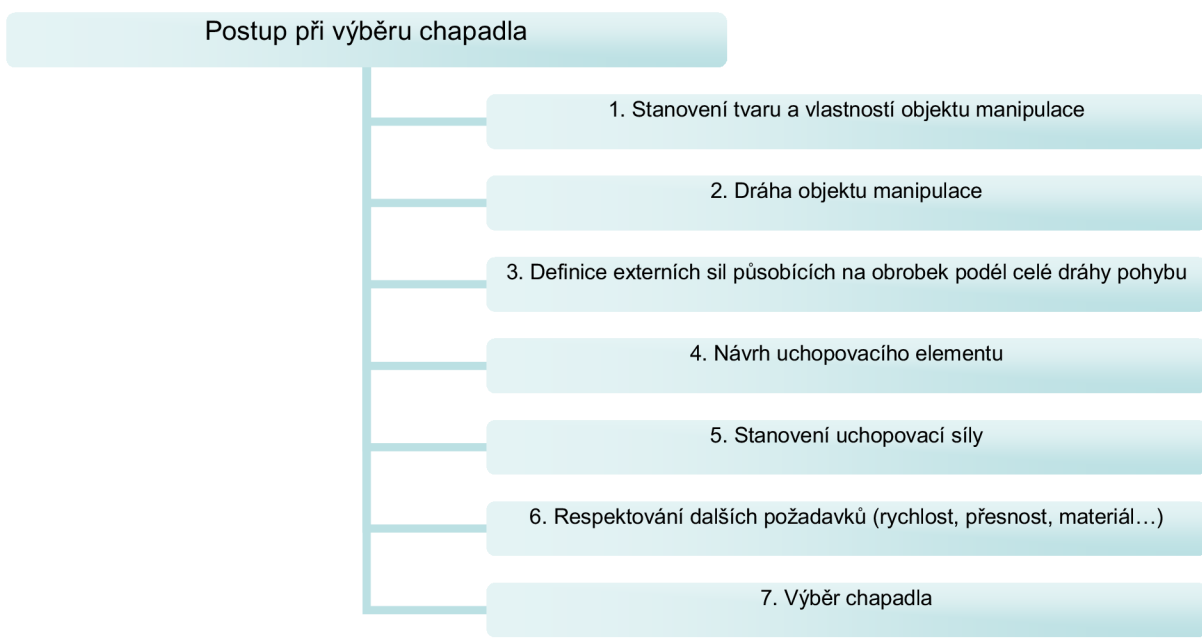 Postup při výběru chapadla
1. Stanovení tvaru a vlastností objektu manipulace
2. Dráha objektu manipulace
3. Definice externích sil působících na obrobek podél celé dráhy pohybu
4. Návrh uchopovacího elementu
5. Stanovení uchopovací síly
6. Respektování dalších požadavků (rychlost, přesnost, materiál…)
7. Výběr chapadla